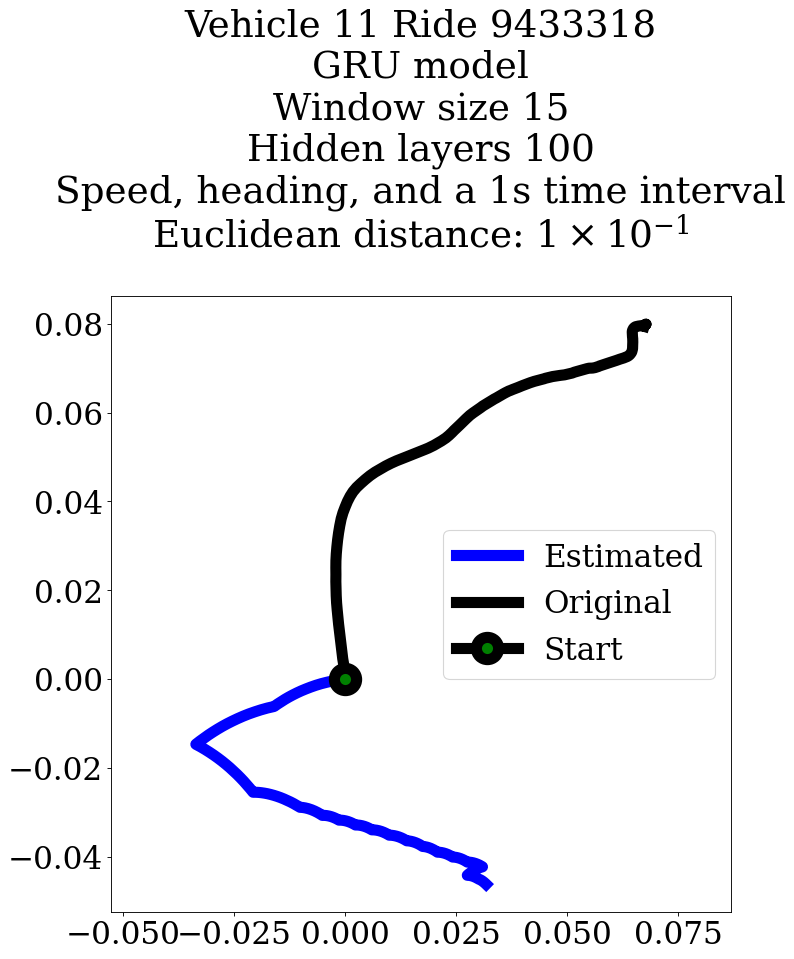 Vehicle 11 Ride 9433318
GRU model
Window size 15
Hidden layers 100
Speed, heading, and a 1s time interval
Euclidean distance: 1 × 10⁻¹
0.08
0.06
0.04
Estimated
Original
0.02
Start
0.00
−0.02
−0.04
−0.050 −0.025 0.000 0.025 0.050 0.075